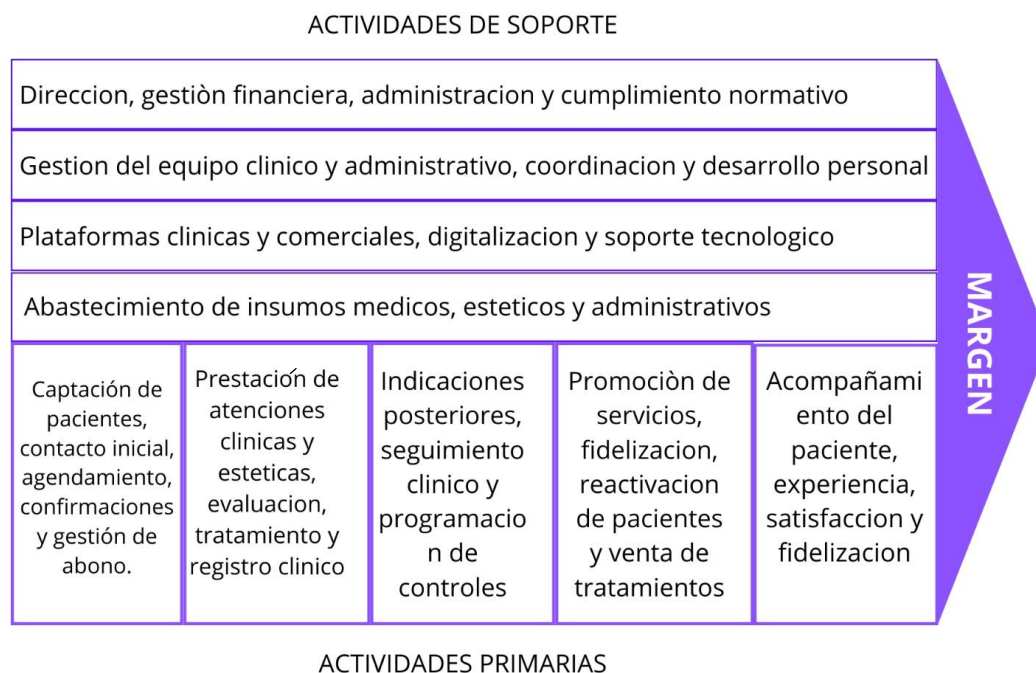 ACTIVIDADES DE SOPORTE
Direccion, gestiòn financiera, administracion y cumplimiento normativo
Gestion del equipo clinico y administrativo, coordinacion y desarrollo personal
Plataformas clinicas y comerciales, digitalizacion y soporte tecnologico
Abastecimiento de insumos medicos, esteticos y administrativos
Captación de
pacientes,
contacto inicial,
agendamiento,
confirmaciones
y gestión de
abono.
Prestación de
atenciones
clinicas y
esteticas,
evaluacion,
tratamiento y
registro clinico
Indicaciones
posteriores,
seguimiento
clinico y
programacio
n de
controles
Promociòn de
servicios,
fidelizacion,
reactivacion
de pacientes
y venta de
tratamientos
Acompañami
ento del
paciente,
experiencia,
satisfaccion y
fidelizacion
MARGEN
ACTIVIDADES PRIMARIAS